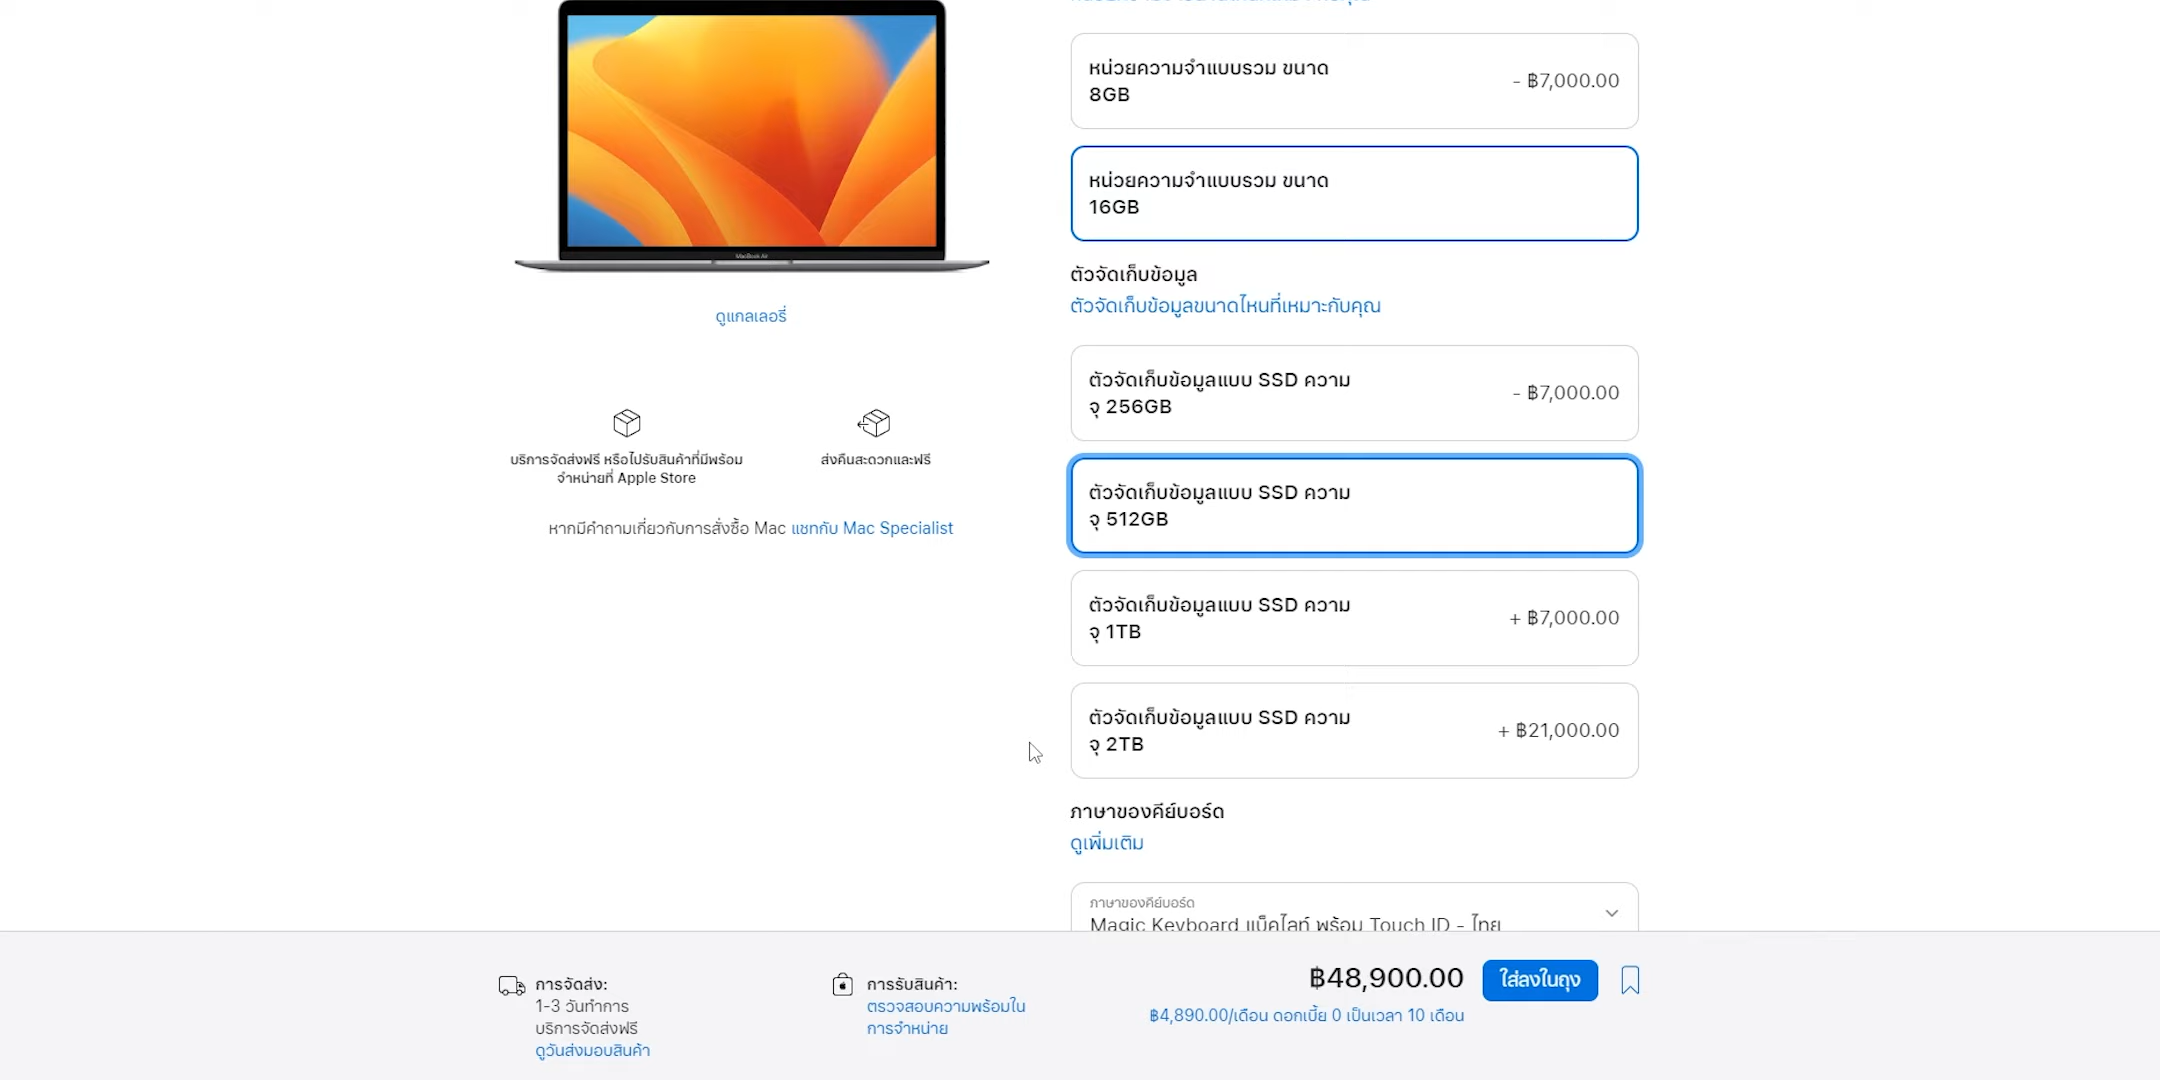 หน่วยความจำแบบรวม ขนาด
8GB
- ฿7,000.00
หน่วยความจำแบบรวม ขนาด
16GB
MacBook Air
ดูแกลเลอรี่
ตัวจัดเก็บข้อมูล
ตัวจัดเก็บข้อมูลขนาดไหนที่เหมาะกับคุณ
ตัวจัดเก็บข้อมูลแบบ SSD ความ
จุ 256GB
- ฿7,000.00
บริการจัดส่งฟรี หรือไปรับสินค้าที่มีพร้อม
จำหน่ายที่ Apple Store
ส่งคืนสะดวกและฟรี
หากมีคำถามเกี่ยวกับการสั่งซื้อ Mac แชทกับ Mac Specialist
ตัวจัดเก็บข้อมูลแบบ SSD ความ
จุ 512GB
ตัวจัดเก็บข้อมูลแบบ SSD ความ
จุ 1TB
+ ฿7,000.00
ตัวจัดเก็บข้อมูลแบบ SSD ความ
จุ 2TB
+ ฿21,000.00
ภาษาของคีย์บอร์ด
ดูเพิ่มเติม
ภาษาของคีย์บอร์ด
Magic Keyboard แบ็คไลท์ พร้อม Touch ID - ไทย
การจัดส่ง:
1-3 วันทำการ
บริการจัดส่งฟรี
ดูวันส่งมอบสินค้า
การรับสินค้า:
ตรวจสอบความพร้อมใน
การจำหน่าย
฿48,900.00
ใส่ลงในถุง
฿4,890.00/เดือน ดอกเบี้ย 0 เป็นเวลา 10 เดือน